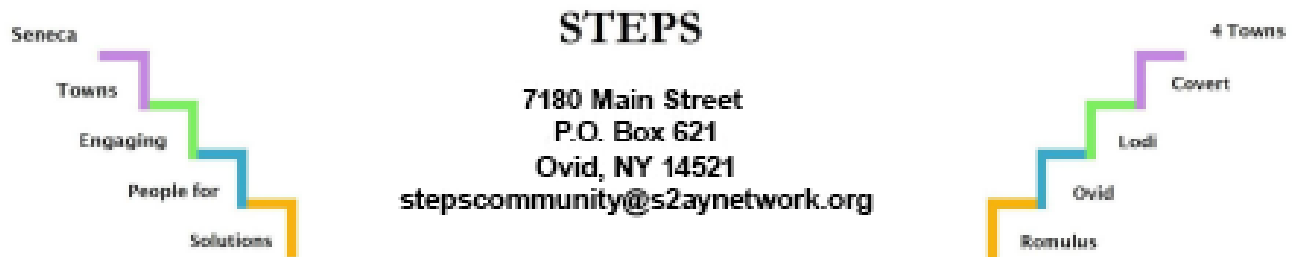 STEPS
Seneca
Towns
Engaging
People for
Solutions
7180 Main Street
P.O. Box 621
Ovid, NY 14521
stepscommunity@s2aynetwork.org
4 Towns
Covert
Lodi
Ovid
Romulus